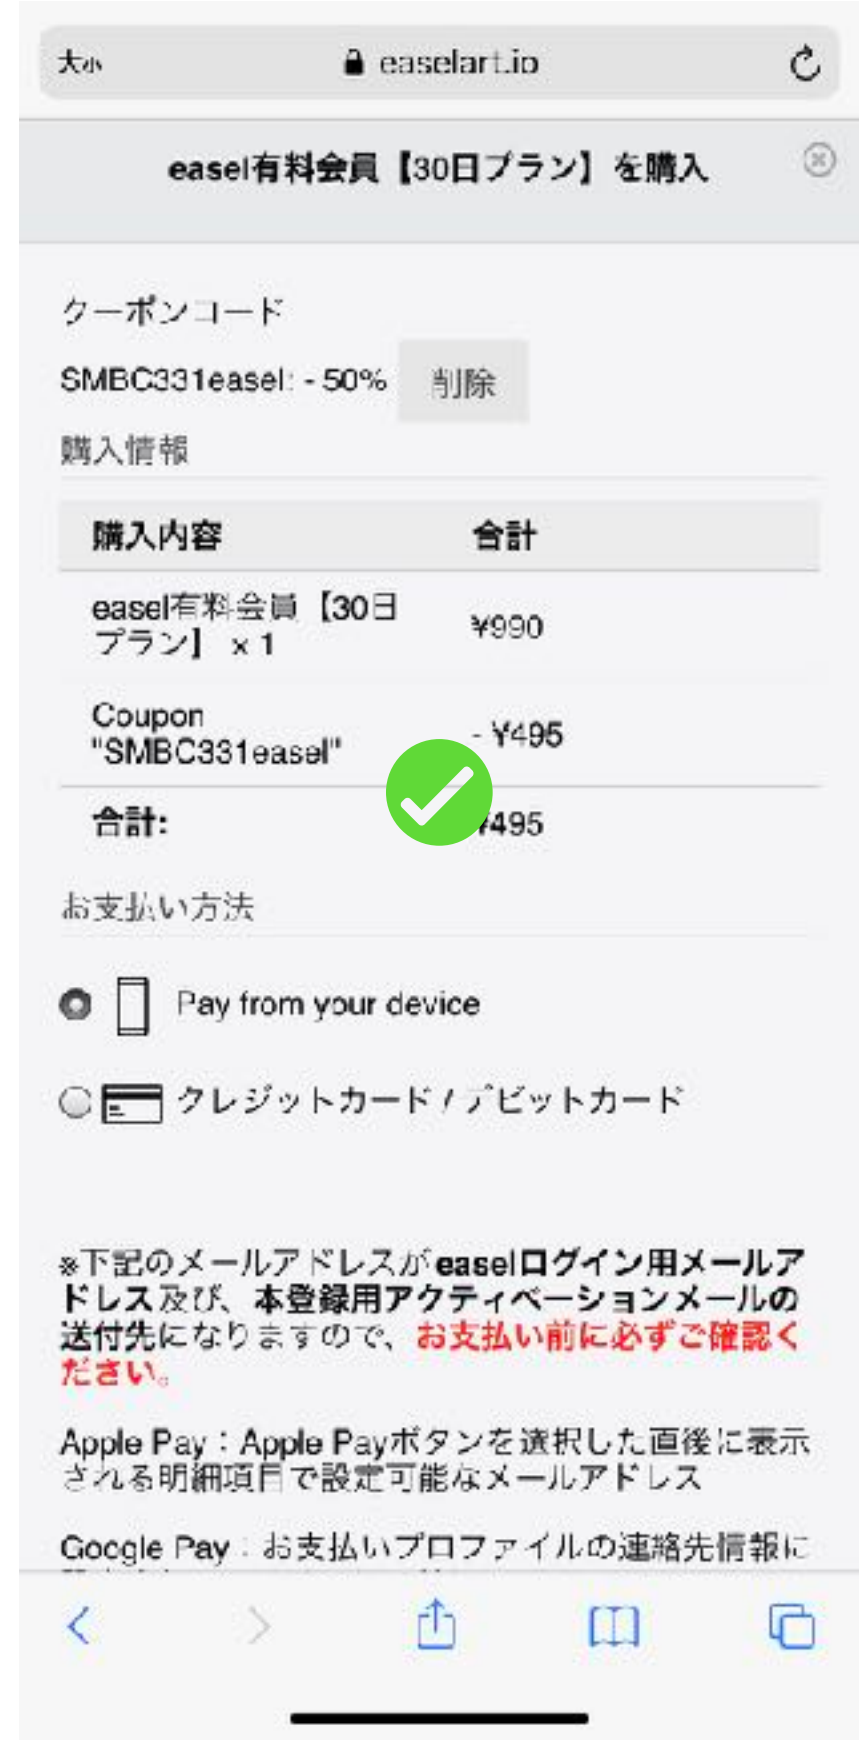 大小 easelart.io
easel有料会員【30日プラン】を購入
クーポンコード
SMBC331easel: - 50% 削除
購入情報
購入内容 合計
easel有料会員【30日
プラン】 x 1 ¥990
Coupon
"SMBC331easel" - ¥495
合計: ¥495
お支払い方法
Pay from your device
クレジットカード / デビットカード
※下記のメールアドレスがeaselログイン用メールア
ドレス及び、本登録用アクティベーションメールの
送付先になりますので、お支払い前に必ずご確認く
ださい。
Apple Pay：Apple Payボタンを選択した直後に表示
される明細項目で設定可能なメールアドレス
Google Pay：お支払いプロファイルの連絡先情報に